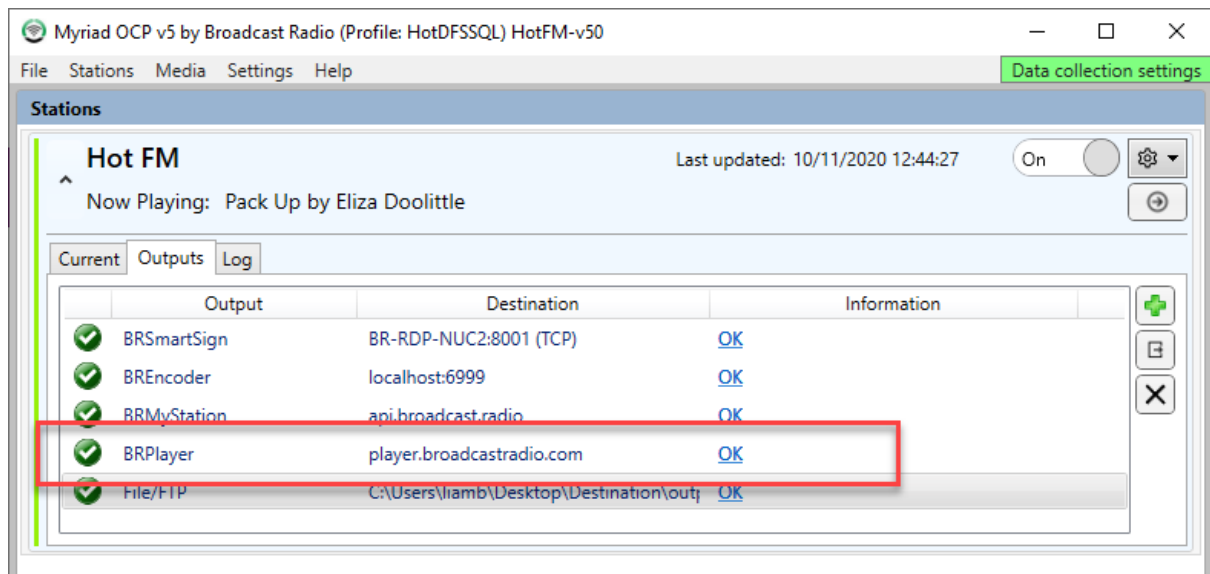 Myriad OCP v5 by Broadcast Radio (Profile: HotDFSSQL) HotFM-v50
File Stations Media Settings Help Data collection settings
Stations
Hot FM Last updated: 10/11/2020 12:44:27 On
Now Playing: Pack Up by Eliza Doolittle
Current Outputs Log
Output Destination Information
BRSmartSign BR-RDP-NUC2:8001 (TCP) OK
BREncoder localhost:6999 OK
BRMyStation api.broadcast.radio OK
BRPlayer player.broadcastradio.com OK
File/FTP C:\Users\liamb\Desktop\Destination\outp OK